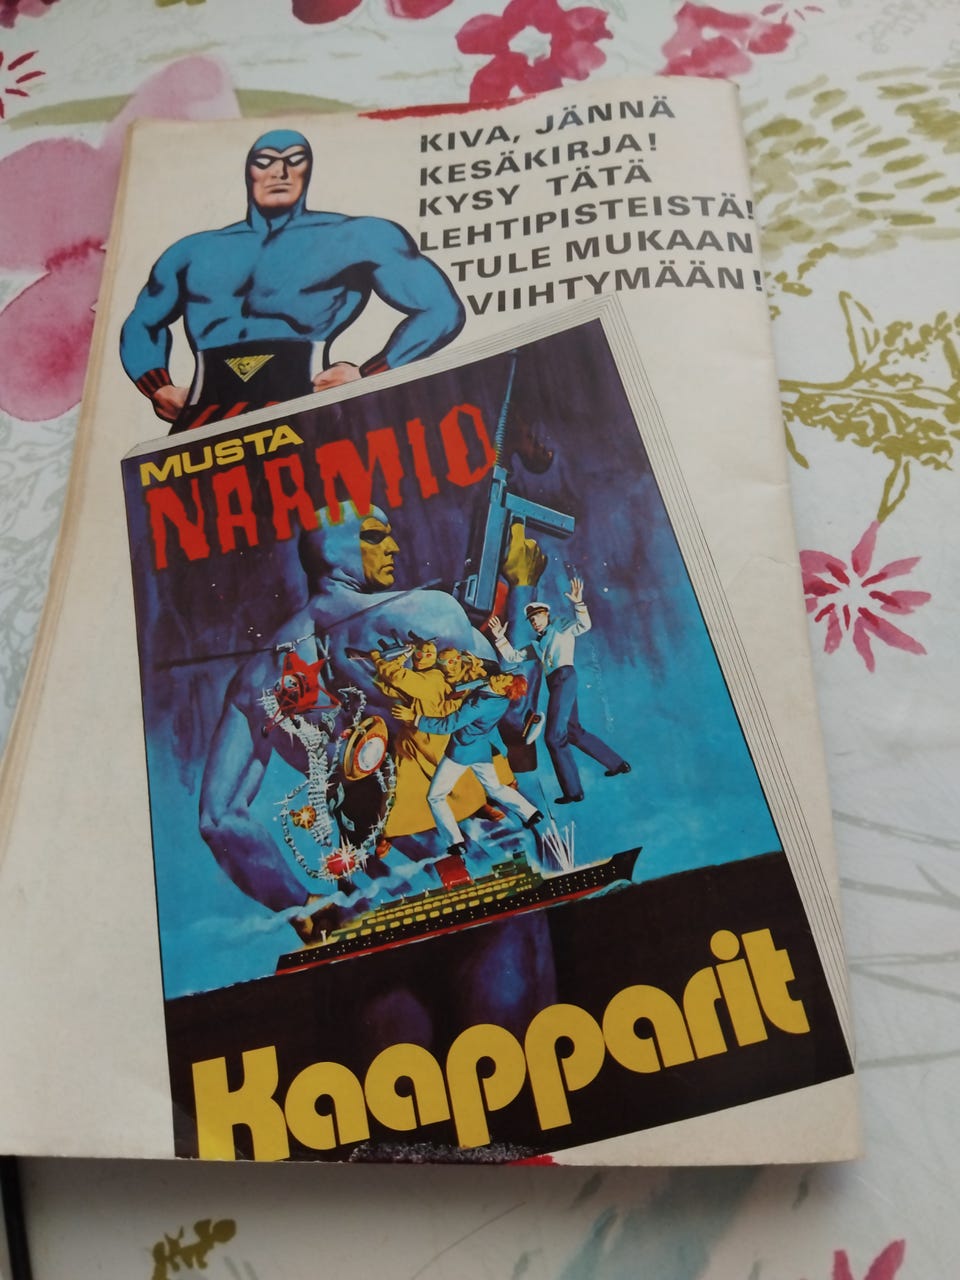 KIVA, JÄNNÄ
KESÄKIRJA!
KYSY TÄTÄ
LEHTIPISTEISTÄ!
TULE MUKAAN
VIIHTYMÄÄN!
MUSTA
NAAMIO
Kaapparit